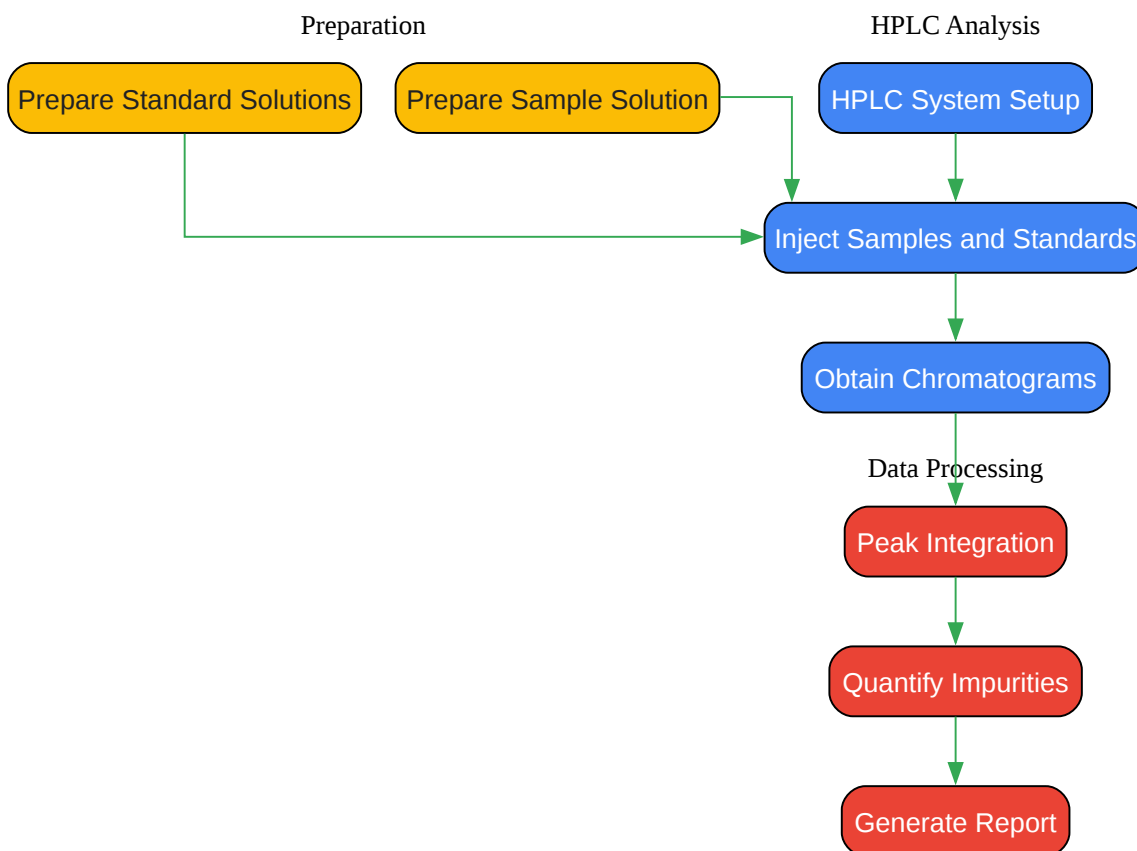 Preparation
HPLC Analysis
Prepare Standard Solutions
Prepare Sample Solution
HPLC System Setup
Inject Samples and Standards
Obtain Chromatograms
Data Processing
Peak Integration
Quantify Impurities
Generate Report